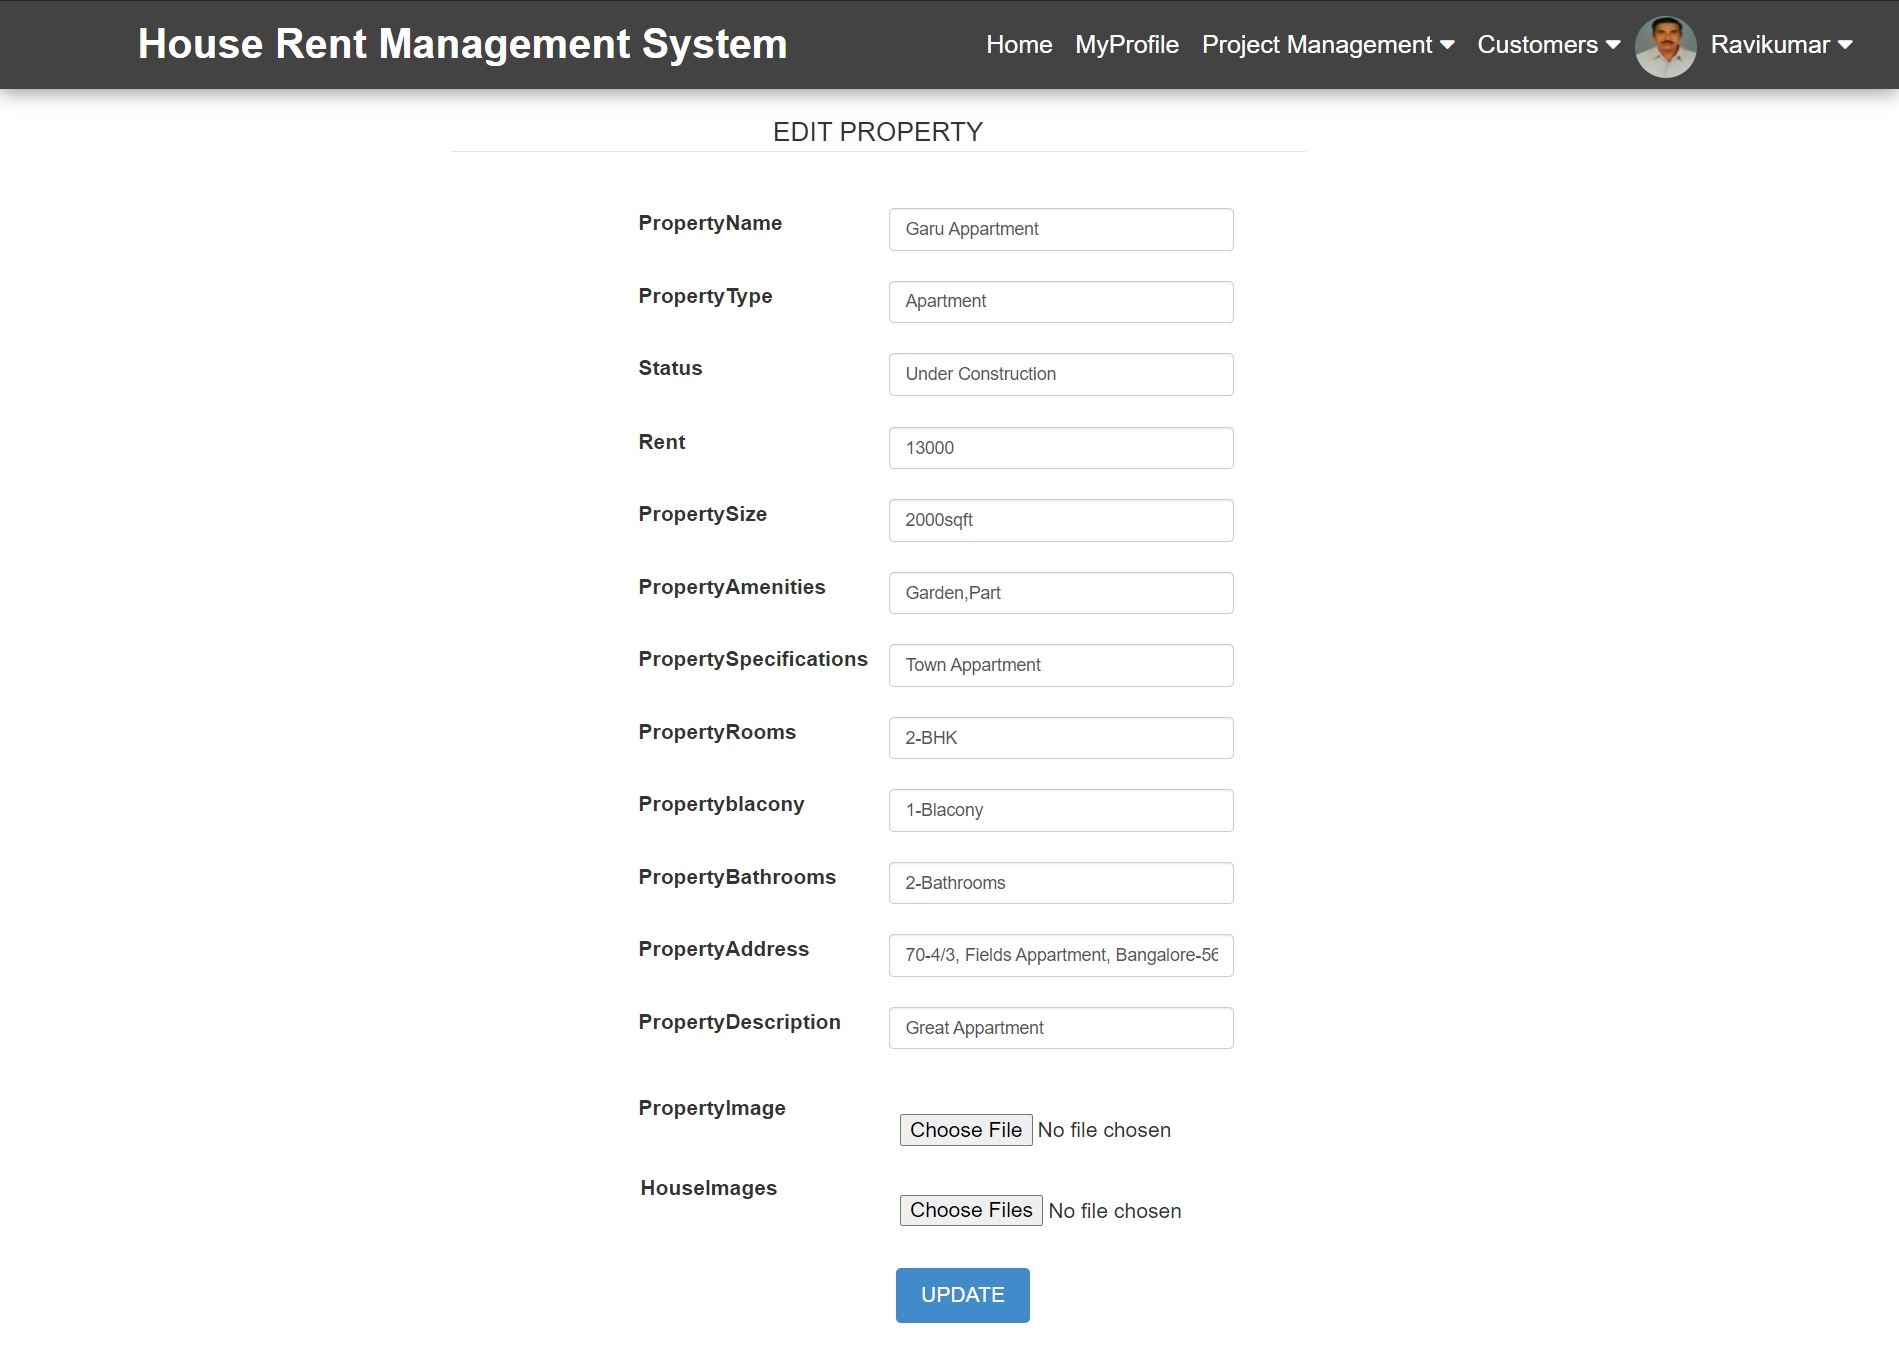 House Rent Management System
Home MyProfile Project Management Customers Ravikumar
EDIT PROPERTY
PropertyName Garu Appartment
PropertyType Apartment
Status Under Construction
Rent 13000
PropertySize 2000sqft
PropertyAmenities Garden,Part
PropertySpecifications Town Appartment
PropertyRooms 2-BHK
Propertyblacony 1-Blacony
PropertyBathrooms 2-Bathrooms
PropertyAddress 70-4/3, Fields Appartment, Bangalore-56
PropertyDescription Great Appartment
PropertyImage
Choose File No file chosen
HouseImages
Choose Files No file chosen
UPDATE